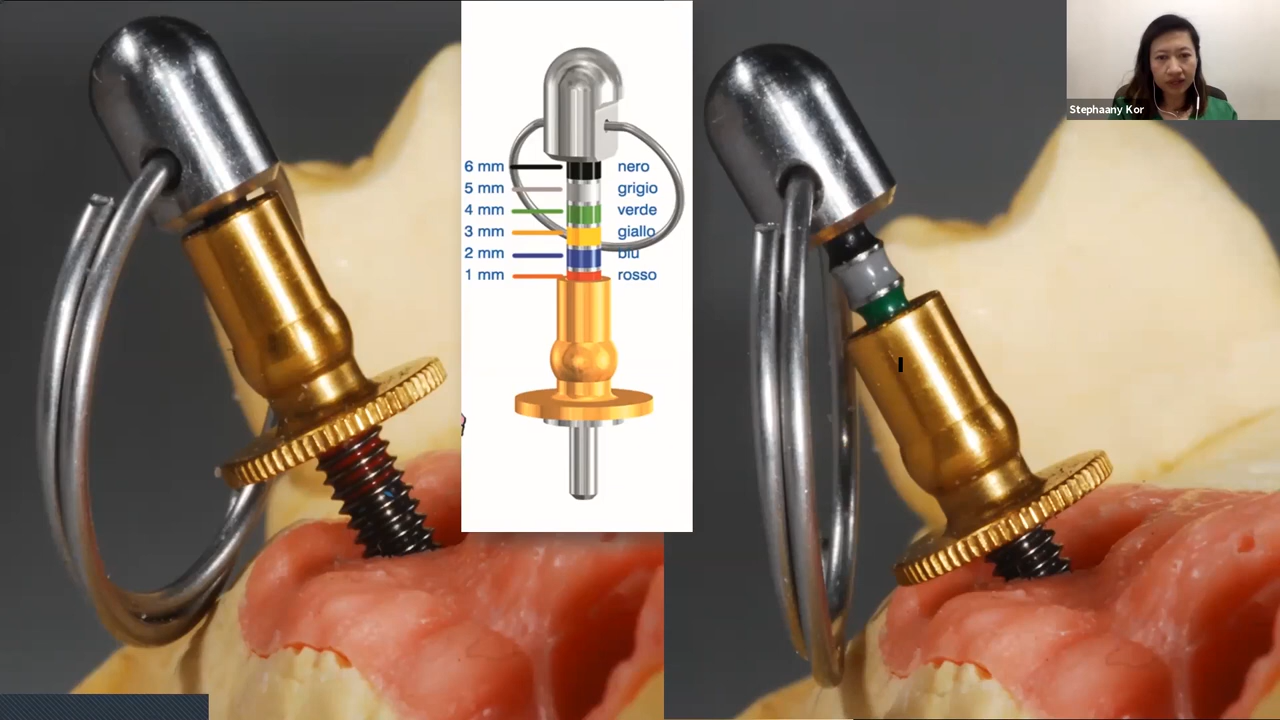 6 mm nero
5 mm grigio
4 mm verde
3 mm giallo
2 mm blu
1 mm rosso
Stephaany Kor